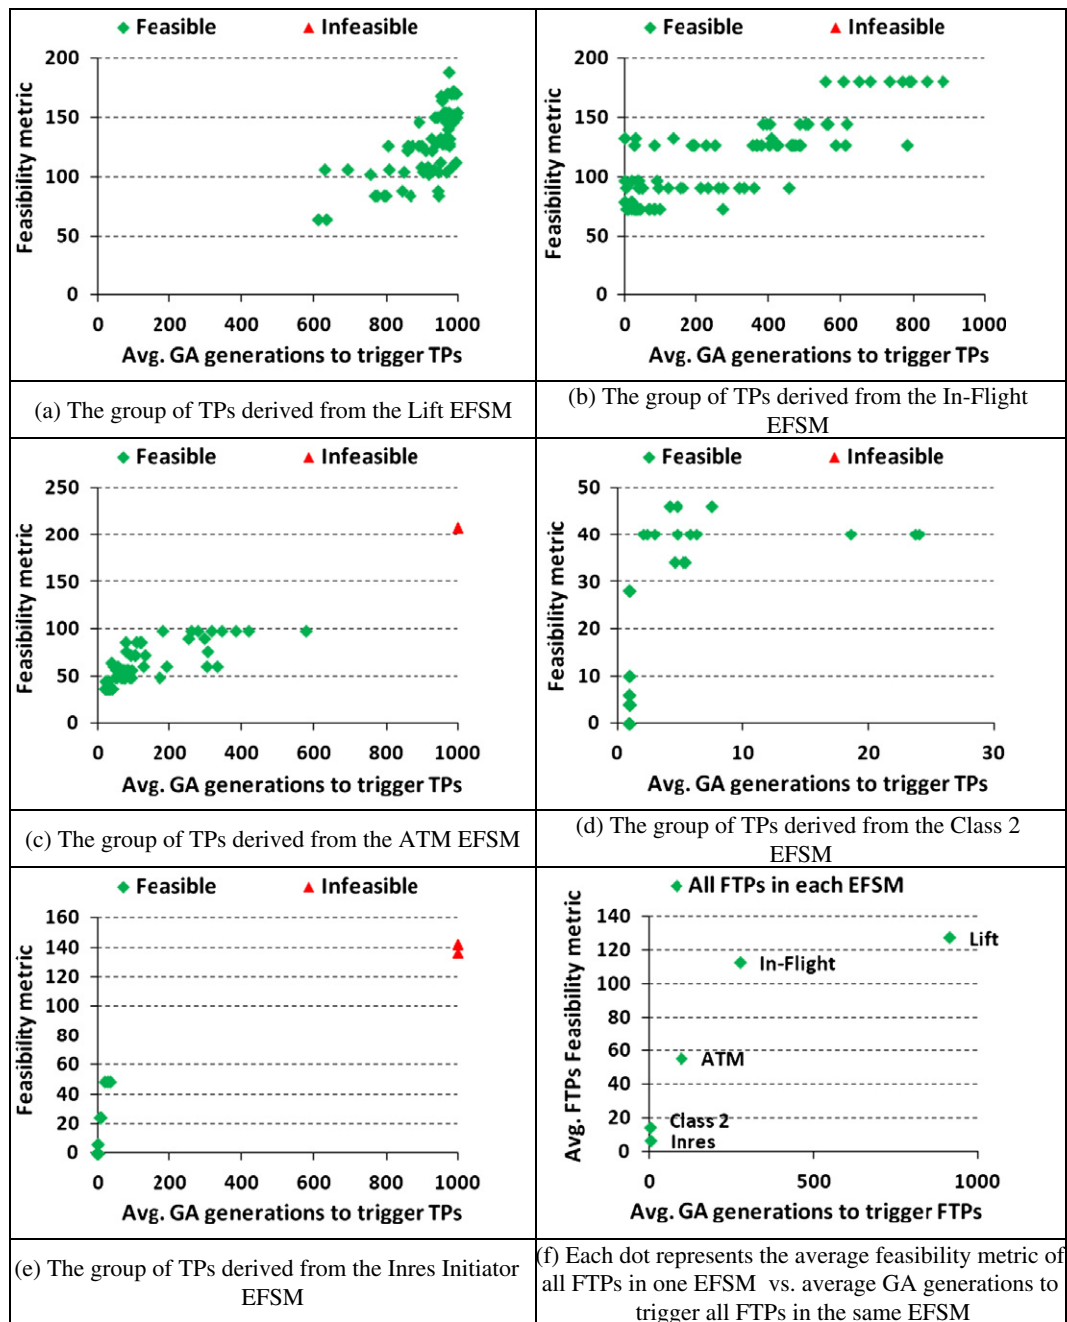 Feasible Infeasible
200
150
100
50
0
0 200 400 600 800 1000
Feasibility metric
Avg. GA generations to trigger TPs
(a) The group of TPs derived from the Lift EFSM
Feasible Infeasible
200
150
100
50
0
0 200 400 600 800 1000
Feasibility metric
Avg. GA generations to trigger TPs
(b) The group of TPs derived from the In-Flight
EFSM
Feasible Infeasible
250
200
150
100
50
0
0 200 400 600 800 1000
Feasibility metric
Avg. GA generations to trigger TPs
(c) The group of TPs derived from the ATM EFSM
Feasible Infeasible
50
40
30
20
10
0
0 10 20 30
Feasibility metric
Avg. GA generations to trigger TPs
(d) The group of TPs derived from the Class 2
EFSM
Feasible Infeasible
160
140
120
100
80
60
40
20
0
0 200 400 600 800 1000
Feasibility metric
Avg. GA generations to trigger TPs
(e) The group of TPs derived from the Inres Initiator
EFSM
All FTPs in each EFSM
140
120
100
80
60
40
20
0
0 500 1000
Lift
In-Flight
ATM
Class 2
Inres
Avg. FTPs Feasibility metric
Avg. GA generations to trigger FTPs
(f) Each dot represents the average feasibility metric of
all FTPs in one EFSM vs. average GA generations to
trigger all FTPs in the same EFSM